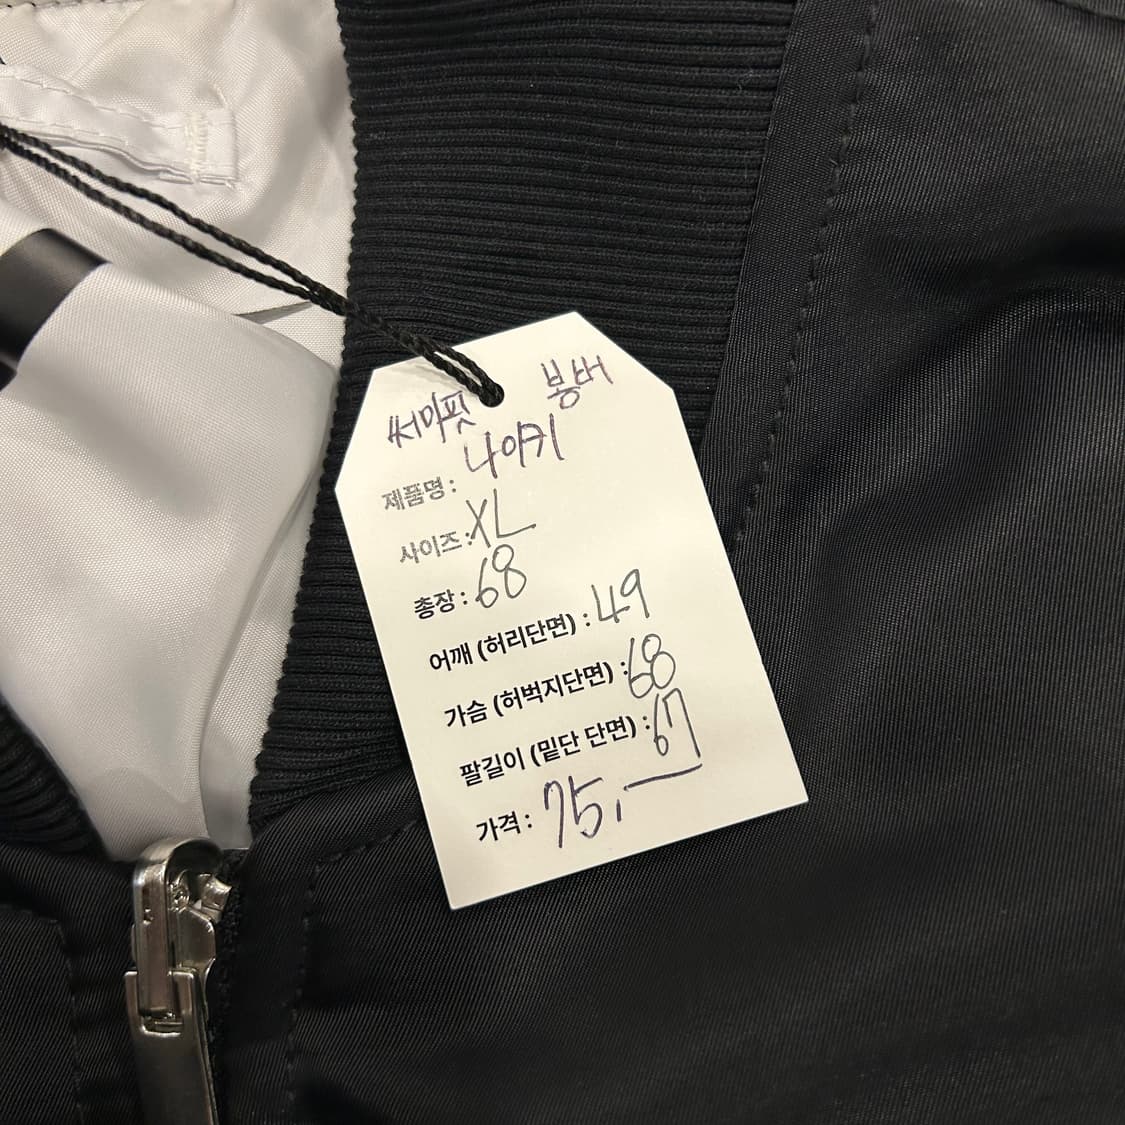 써미핏 봄버
나이키
제품명 :
사이즈 : XL
총장 : 68
어깨 (허리단면) : 49
가슴 (허벅지단면) : 68
팔길이 (밑단 단면) : 67
가격 : 75,—